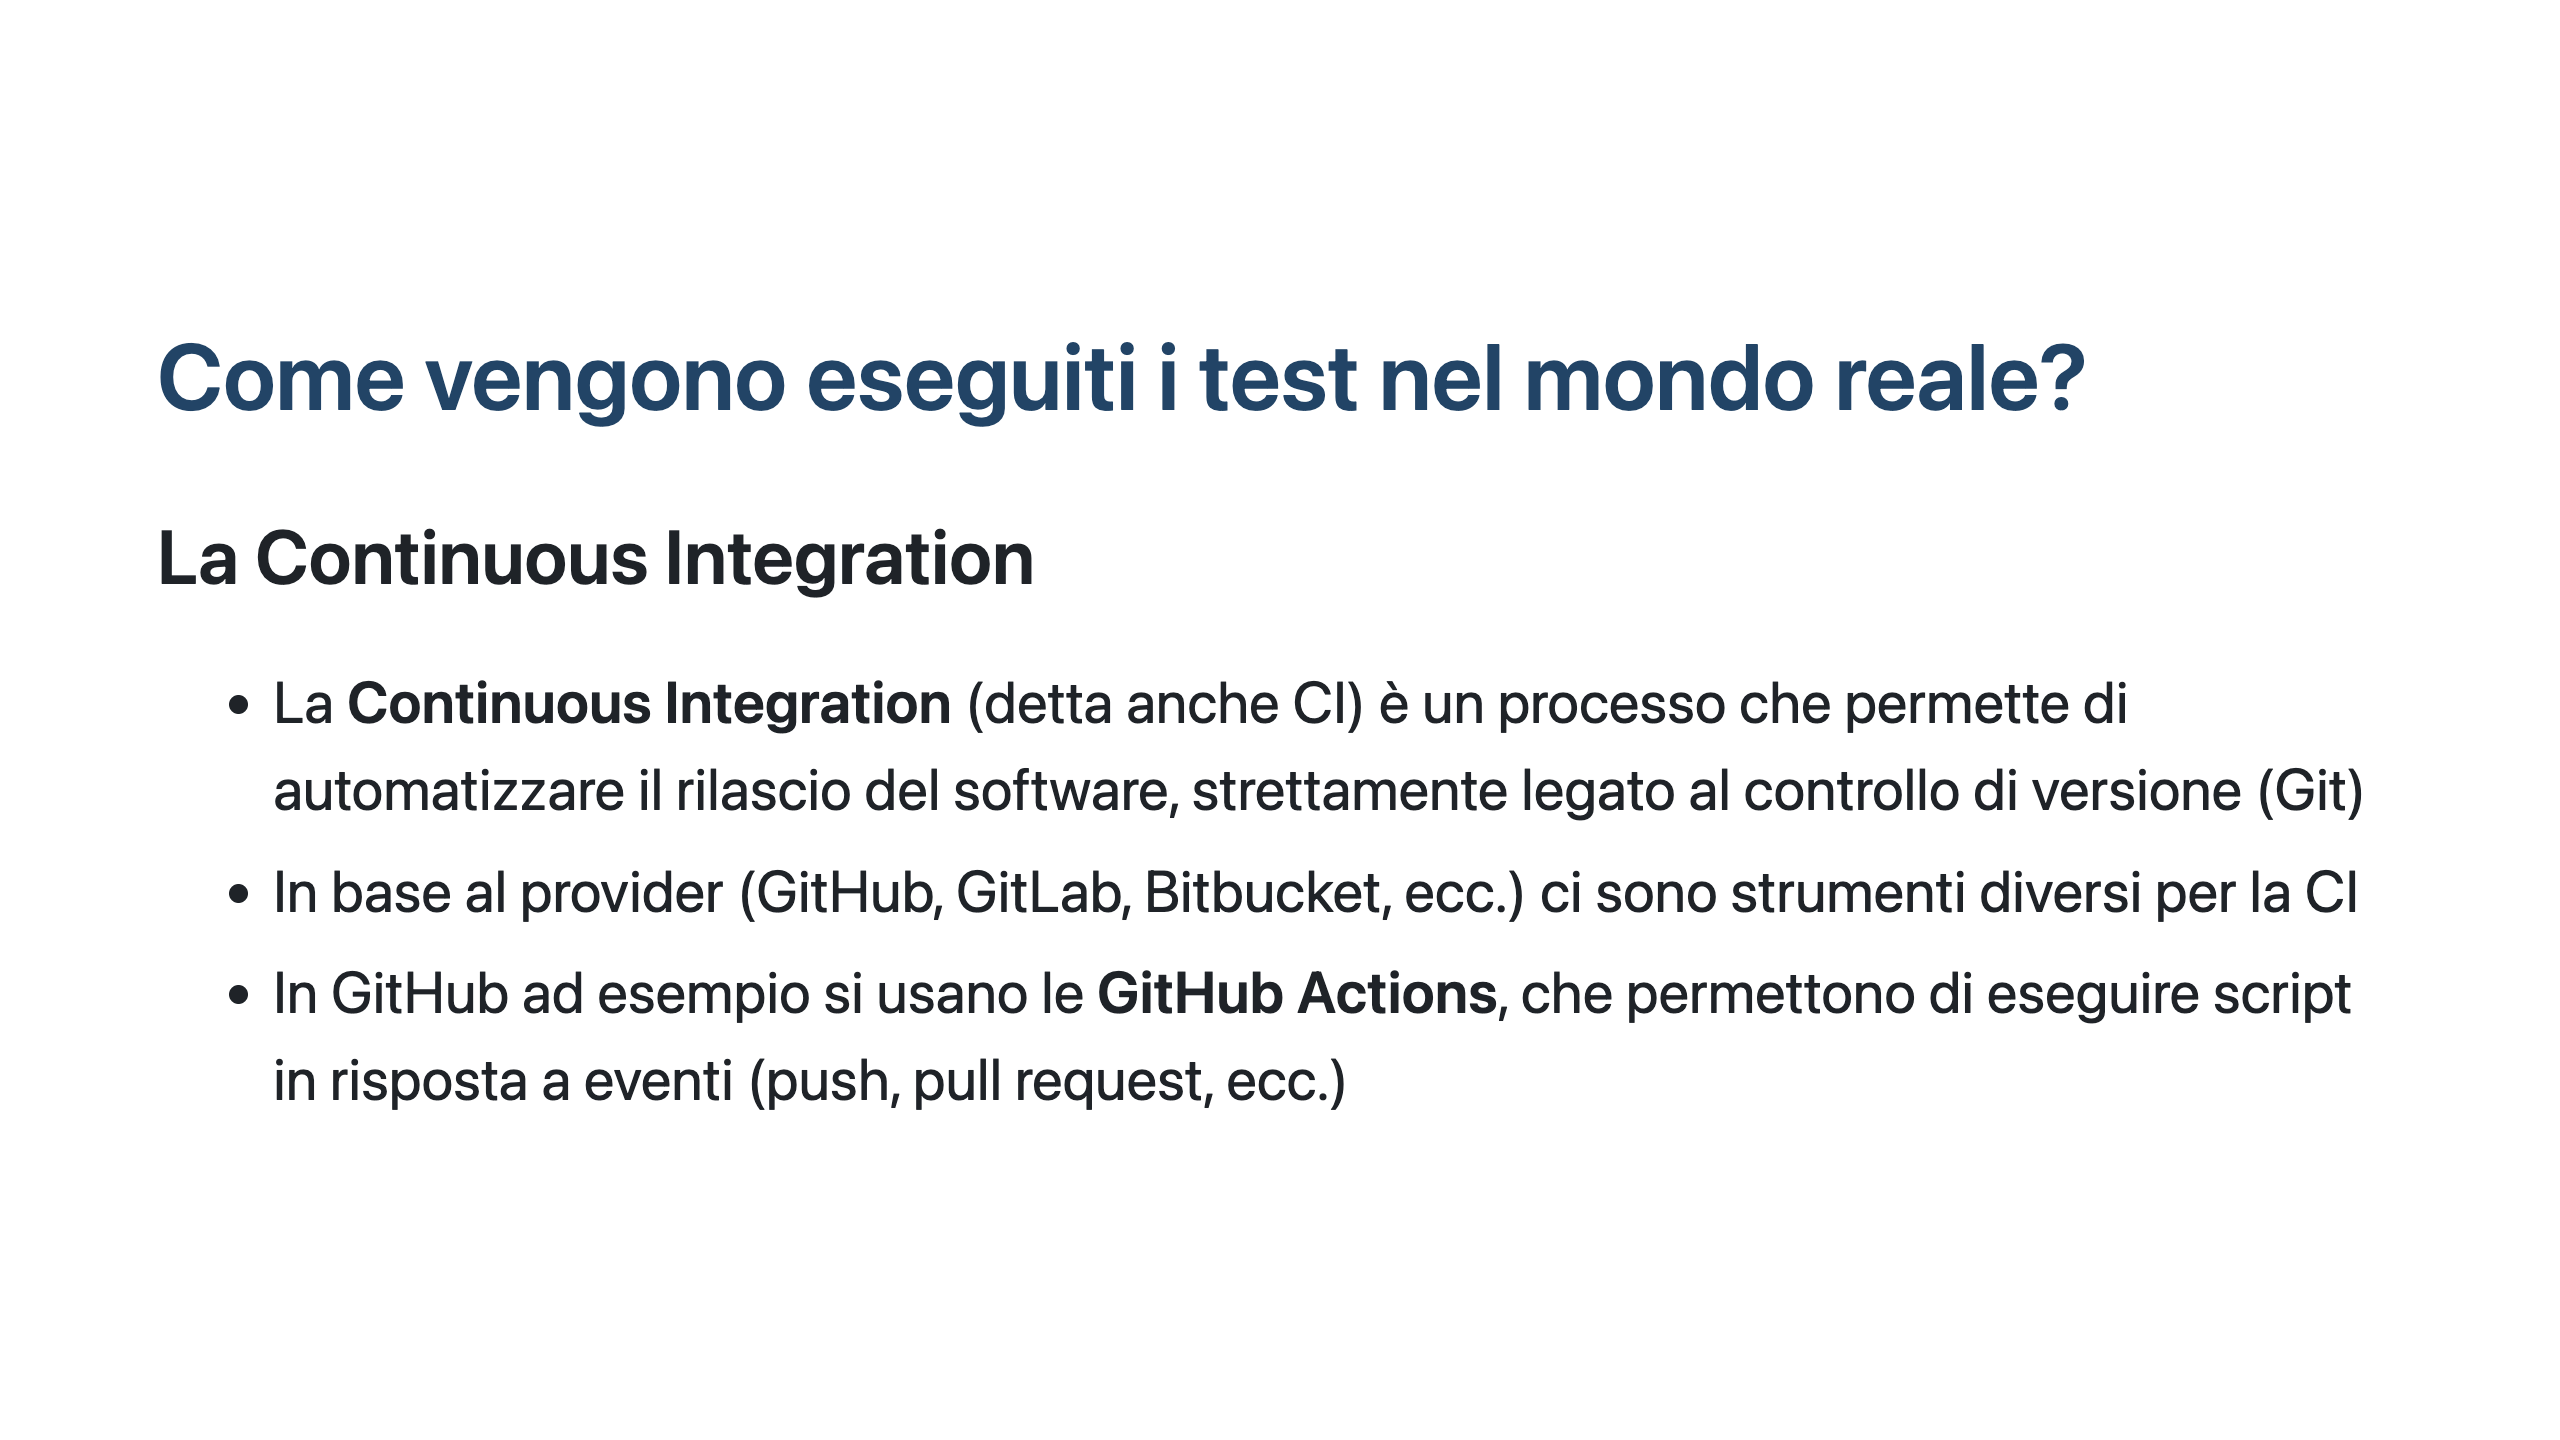 Come vengono eseguiti i test nel mondo reale?
La Continuous Integration
• La Continuous Integration (detta anche CI) è un processo che permette di
automatizzare il rilascio del software, strettamente legato al controllo di versione (Git)
• In base al provider (GitHub, GitLab, Bitbucket, ecc.) ci sono strumenti diversi per la CI
• In GitHub ad esempio si usano le GitHub Actions, che permettono di eseguire script
in risposta a eventi (push, pull request, ecc.)